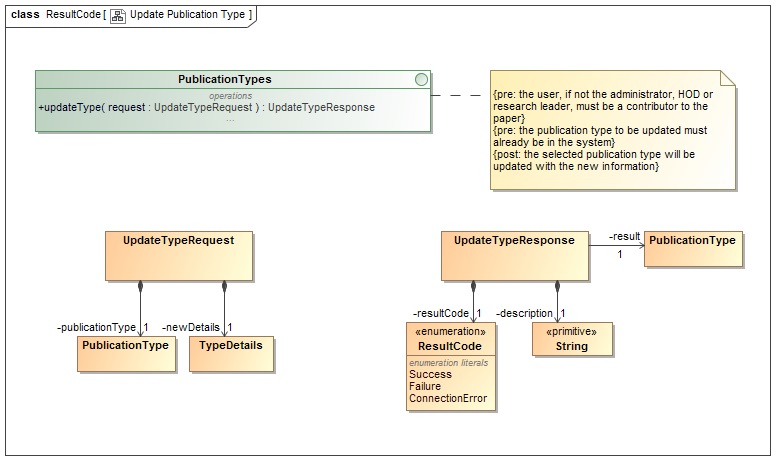 class ResultCode [ Update Publication Type ]
PublicationTypes
operations
+updateType( request : UpdateTypeRequest ) : UpdateTypeResponse
...
{pre: the user, if not the administrator, HOD or
research leader, must be a contributor to the
paper}
{pre: the publication type to be updated must
already be in the system}
{post: the selected publication type will be
updated with the new information}
UpdateTypeRequest
-publicationType 1
-newDetails 1
PublicationType
TypeDetails
UpdateTypeResponse
-result
1
PublicationType
-resultCode 1
-description 1
«enumeration»
ResultCode
enumeration literals
Success
Failure
ConnectionError
«primitive»
String